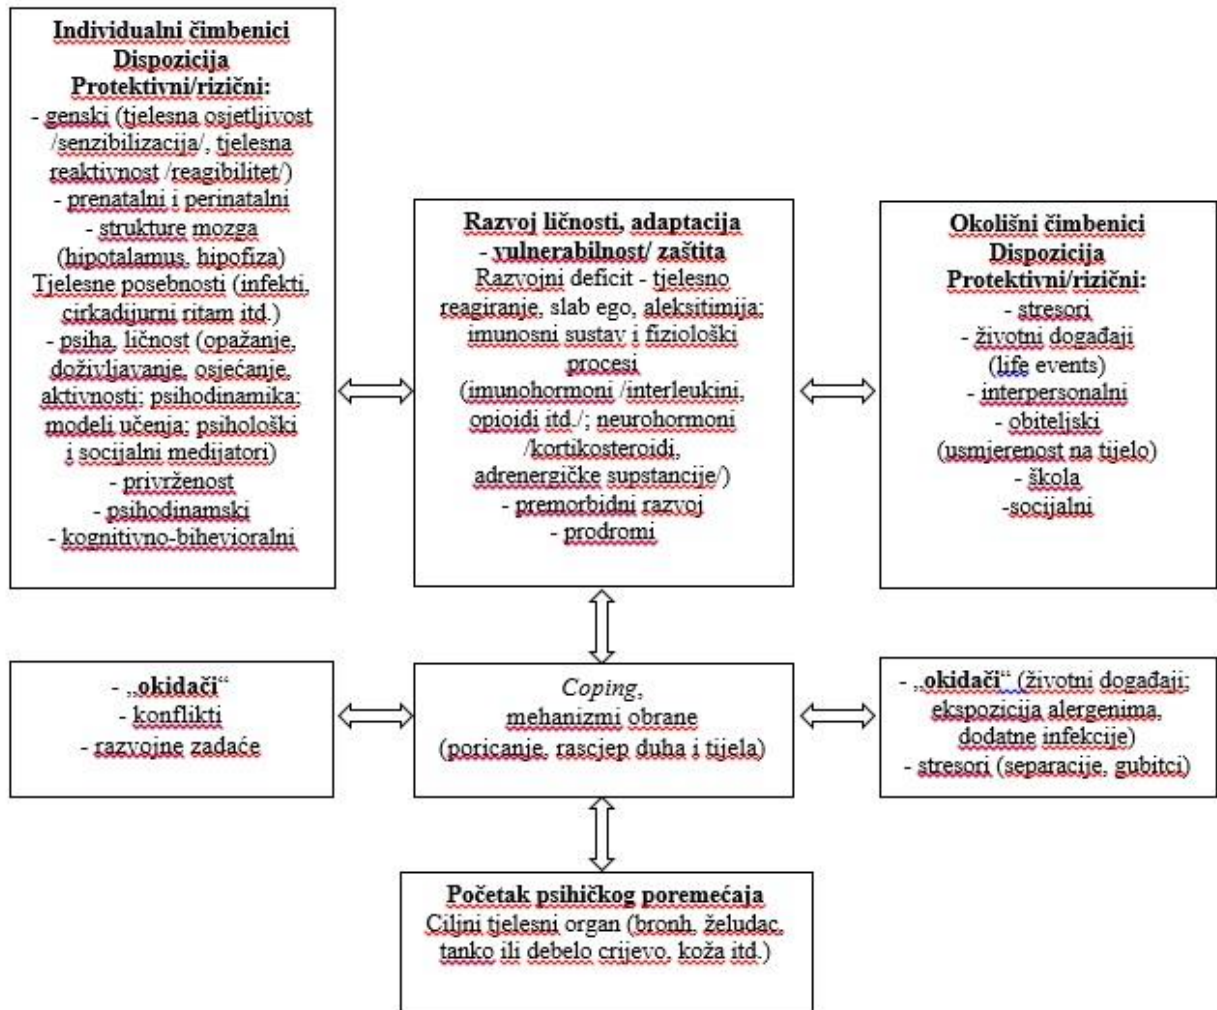 Individualni čimbenici
Dispozicija
Protektivni/rizični:
- genski (tjelesna osjetljivost
/senzibilizacija/, tjelesna
reaktivnost /reagibilitet/)
- prenatalni i perinatalni
- strukture mozga
(hipotalamus, hipofiza)
Tjelesne posebnosti (infekti,
cirkadijurni ritam itd.)
- psiha, ličnost (opažanje,
doživljavanje, osjećanje,
aktivnosti; psihodinamika;
modeli učenja; psihološki
i socijalni medijatori)
- privrženost
- psihodinamski
- kognitivno-bihevioralni
Razvoj ličnosti, adaptacija
- vulnerabilnost/ zaštita
Razvojni deficit - tjelesno
reagiranje, slab ego, aleksitimija;
imunosni sustav i fiziološki
procesi
(imunohormoni /interleukini,
opioidi itd./; neurohormoni
/kortikosteroidi,
adrenergičke supstancije/)
- premorbidni razvoj
- prodromi
Okolišni čimbenici
Dispozicija
Protektivni/rizični:
- stresori
- životni događaji
(life events)
- interpersonalni
- obiteljski
(usmjerenost na tijelo)
- škola
-socijalni
- „okidači“
- konflikti
- razvojne zadaće
Coping,
mehanizmi obrane
(poricanje, rascjep duha i tijela)
- „okidači“ (životni događaji;
ekspozicija alergenima,
dodatne infekcije)
- stresori (separacije, gubitci)
Početak psihičkog poremećaja
Ciljni tjelesni organ (bronh, želudac,
tanko ili debelo crijevo, koža itd.)